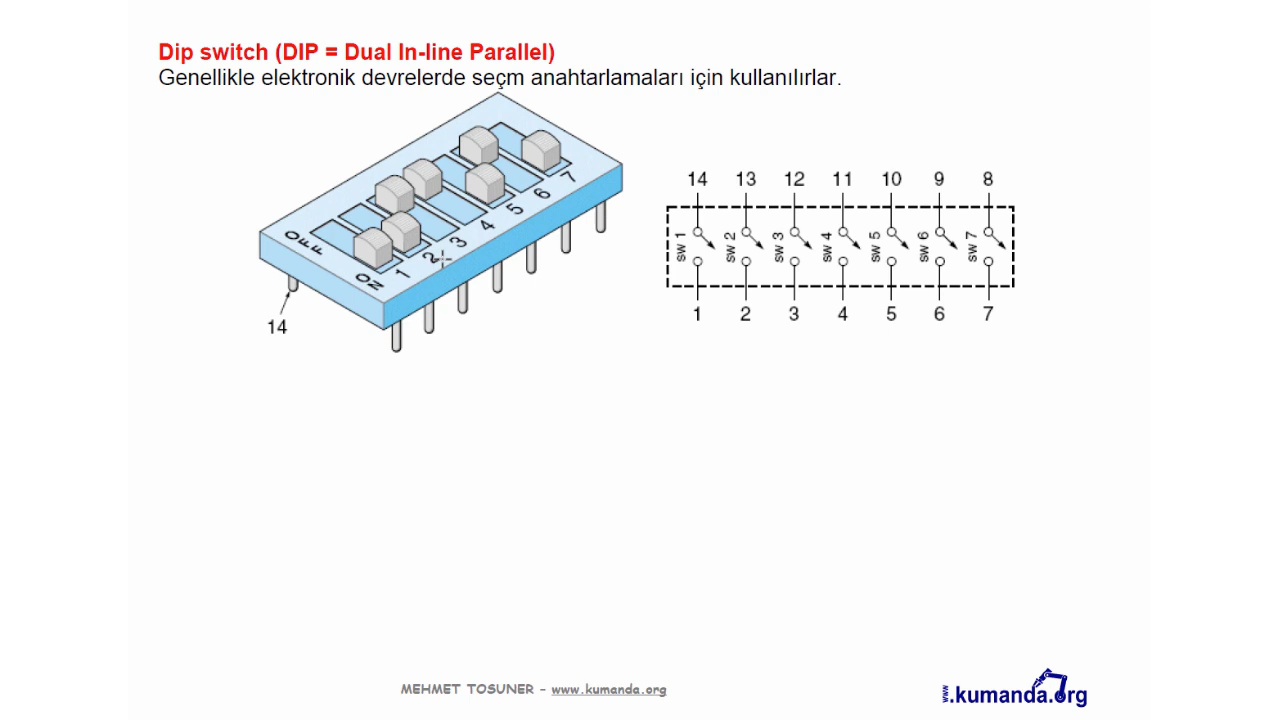 Dip switch (DIP = Dual In-line Parallel)
Genellikle elektronik devrelerde seçm anahtarlamaları için kullanılırlar.
OFF
ON
1 2 3 4 5 6 7
14
14 13 12 11 10 9 8
sw 1 sw 2 sw 3 sw 4 sw 5 sw 6 sw 7
1 2 3 4 5 6 7
MEHMET TOSUNER - www.kumanda.org
www.kumanda.org